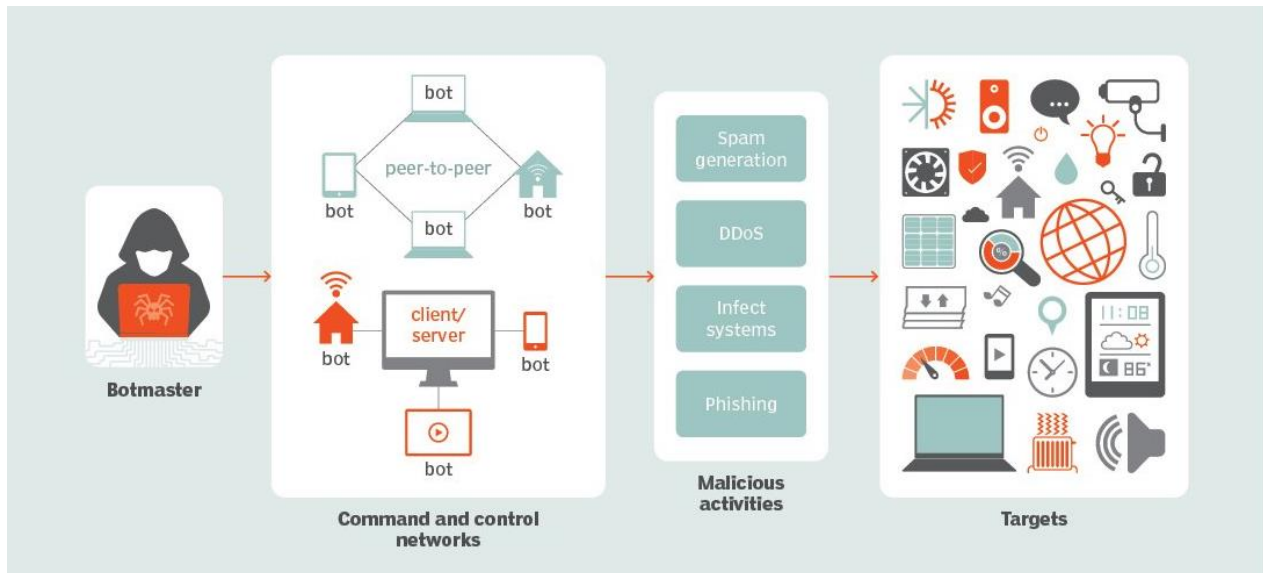 Botmaster
bot
peer-to-peer
bot
bot
bot
client/
server
bot
bot
bot
Command and control
networks
Spam
generation
DDoS
Infect
systems
Phishing
Malicious
activities
%
11:08
86°
Targets